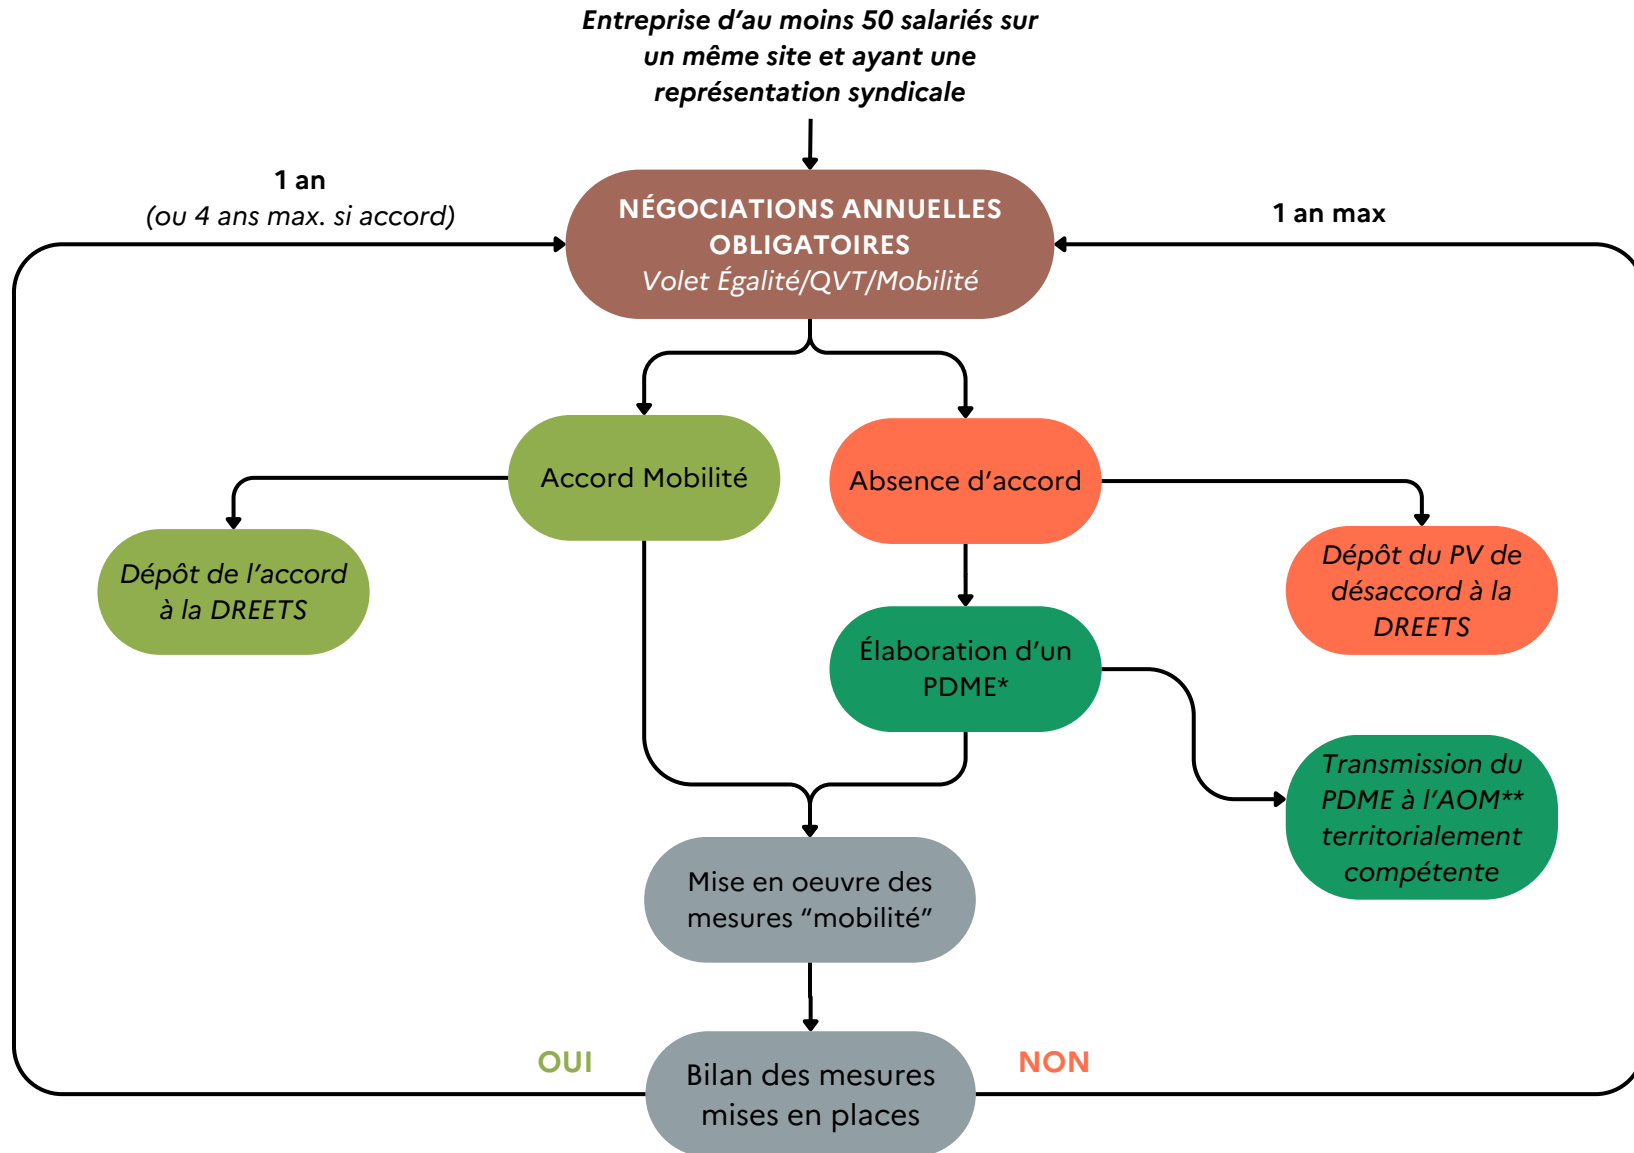 Entreprise d'au moins 50 salariés sur
un même site et ayant une
représentation syndicale
1 an
(ou 4 ans max. si accord)
1 an max
NÉGOCIATIONS ANNUELLES
OBLIGATOIRES
Volet Égalité/QVT/Mobilité
Accord Mobilité
Absence d'accord
Dépôt de l'accord
à la DREETS
Dépôt du PV de
désaccord à la
DREETS
Élaboration d'un
PDME*
Transmission du
PDME à l'AOM**
territorialement
compétente
Mise en oeuvre des
mesures “mobilité”
OUI
NON
Bilan des mesures
mises en places